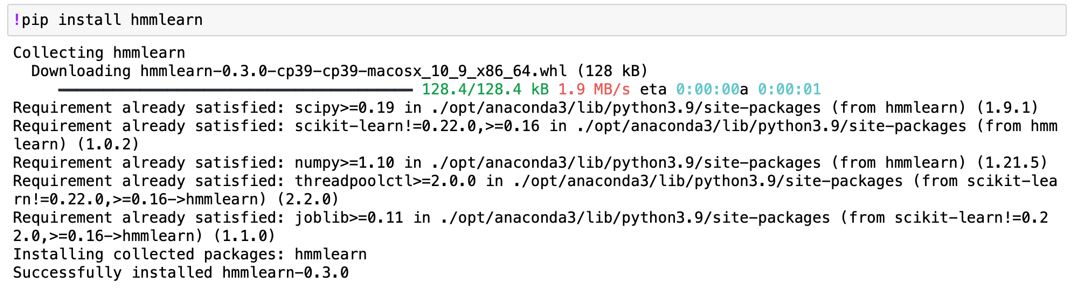 !pip install hmmlearn
Collecting hmmlearn
  Downloading hmmlearn-0.3.0-cp39-cp39-macosx_10_9_x86_64.whl (128 kB)
128.4/128.4 kB 1.9 MB/s eta 0:00:00a 0:00:01
Requirement already satisfied: scipy>=0.19 in ./opt/anaconda3/lib/python3.9/site-packages (from hmmlearn) (1.9.1)
Requirement already satisfied: scikit-learn!=0.22.0,>=0.16 in ./opt/anaconda3/lib/python3.9/site-packages (from hmm
learn) (1.0.2)
Requirement already satisfied: numpy>=1.10 in ./opt/anaconda3/lib/python3.9/site-packages (from hmmlearn) (1.21.5)
Requirement already satisfied: threadpoolctl>=2.0.0 in ./opt/anaconda3/lib/python3.9/site-packages (from scikit-lea
rn!=0.22.0,>=0.16->hmmlearn) (2.2.0)
Requirement already satisfied: joblib>=0.11 in ./opt/anaconda3/lib/python3.9/site-packages (from scikit-learn!=0.2
2.0,>=0.16->hmmlearn) (1.1.0)
Installing collected packages: hmmlearn
Successfully installed hmmlearn-0.3.0